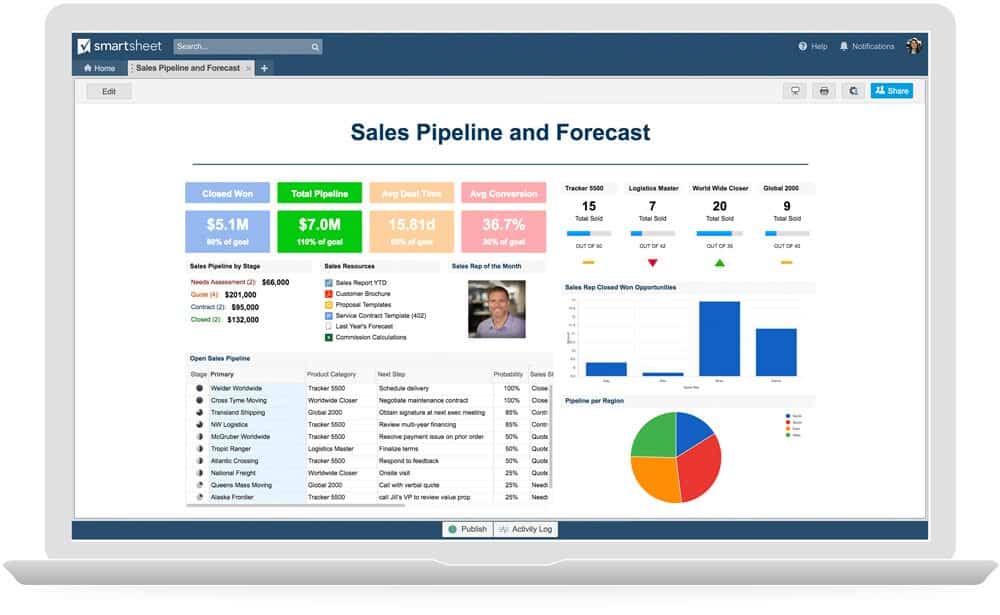 smartsheet
Search...
Help
Notifications
Home
Sales Pipeline and Forecast
Edit
Share
Sales Pipeline and Forecast
Closed Won
Total Pipeline
Avg Deal Time
Avg Conversion
$5.1M
$7.0M
15.81d
36.7%
110% of goal
of goal
Tracker 5500
Logistics Master
World Wide Closer
Global 2000
15
7
20
9
Total Sold
Total Sold
Total Sold
Total Sold
OUT OF
OUT OF 42
OUT OF
OUT OF
Sales Pipeline by Stage
Needs Assessment (2): $66,000
Quote (4): $201,000
Contract (2): $95,000
Closed (2): $132,000
Sales Resources
Sales Report YTD
Customer Brochure
Proposal Templates
Service Contract Template (402)
Last Year's Forecast
Commission Calculations
Sales Rep of the Month
Sales Rep Closed Won Opportunities
Open Sales Pipeline
Stage Primary Product Category Next Step Probability Sales St
Welder Worldwide Tracker 5500 Schedule delivery 100% Close
Cross Tyme Moving Worldwide Closer Negotiate maintenance contract 100% Close
Transland Shipping Global 2000 Obtain signature at next exec meeting 85% Contr
NW Logistics Tracker 5500 Review multi-year financing 85% Contr
McGruber Worldwide Tracker 5500 Resolve payment issue on prior order 50% Quote
Tropic Ranger Logistics Master Finalize terms 50% Quote
Atlantic Crossing Tracker 5500 Respond to feedback 50% Quote
National Freight Worldwide Closer Onsite visit 25% Quote
Queens Mass Moving Global 2000 Call with verbal quote 25% Needs
Alaska Frontier Tracker 5500 call Jill's VP to review value prop 25% Needs
Pipeline per Region
Publish
Activity Log